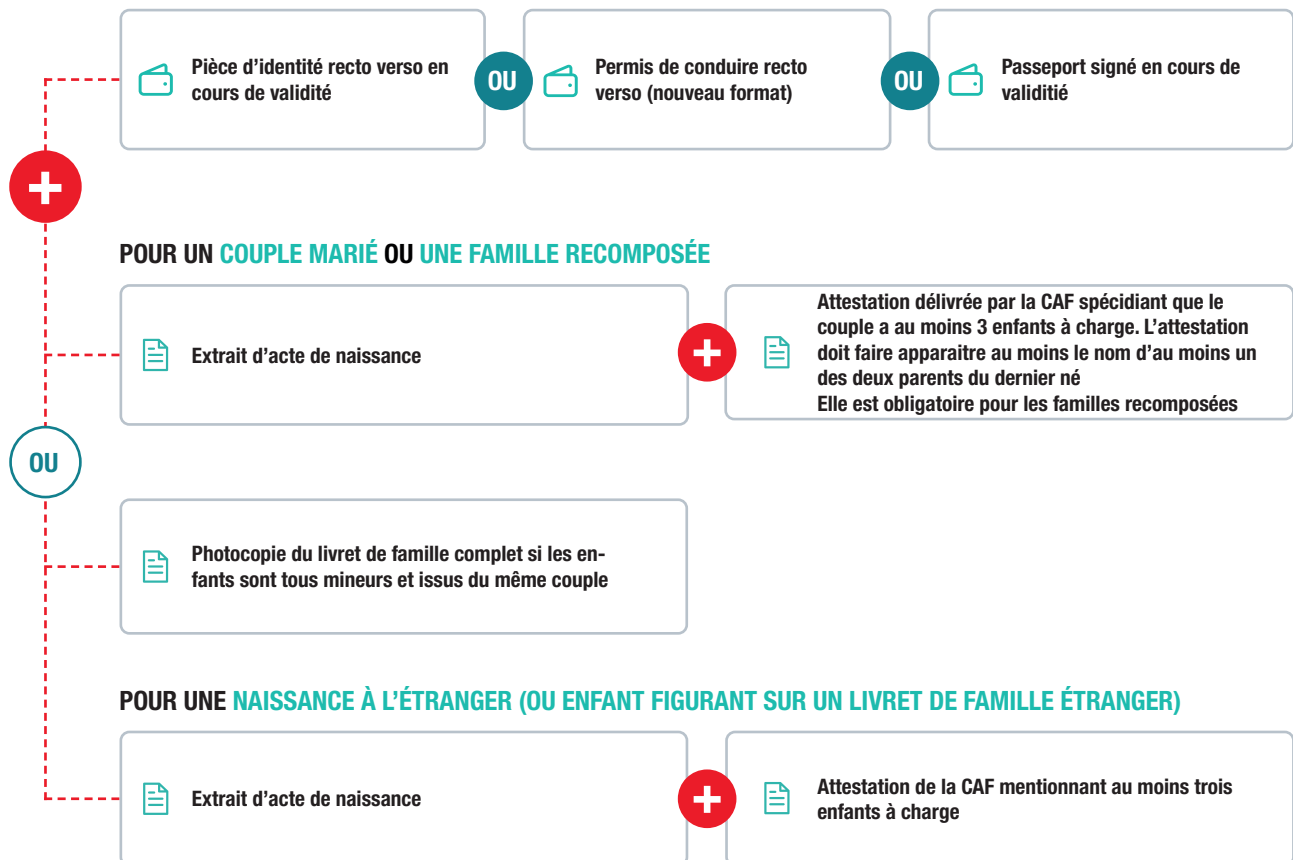 Pièce d'identité recto verso en
cours de validité
OU
Permis de conduire recto
verso (nouveau format)
OU
Passeport signé en cours de
validitié
+
POUR UN COUPLE MARIÉ OU UNE FAMILLE RECOMPOSÉE
Extrait d'acte de naissance
+
Attestation délivrée par la CAF spécidiant que le
couple a au moins 3 enfants à charge. L'attestation
doit faire apparaitre au moins le nom d'au moins un
des deux parents du dernier né
Elle est obligatoire pour les familles recomposées
OU
Photocopie du livret de famille complet si les en-
fants sont tous mineurs et issus du même couple
POUR UNE NAISSANCE À L'ÉTRANGER (OU ENFANT FIGURANT SUR UN LIVRET DE FAMILLE ÉTRANGER)
Extrait d'acte de naissance
+
Attestation de la CAF mentionnant au moins trois
enfants à charge